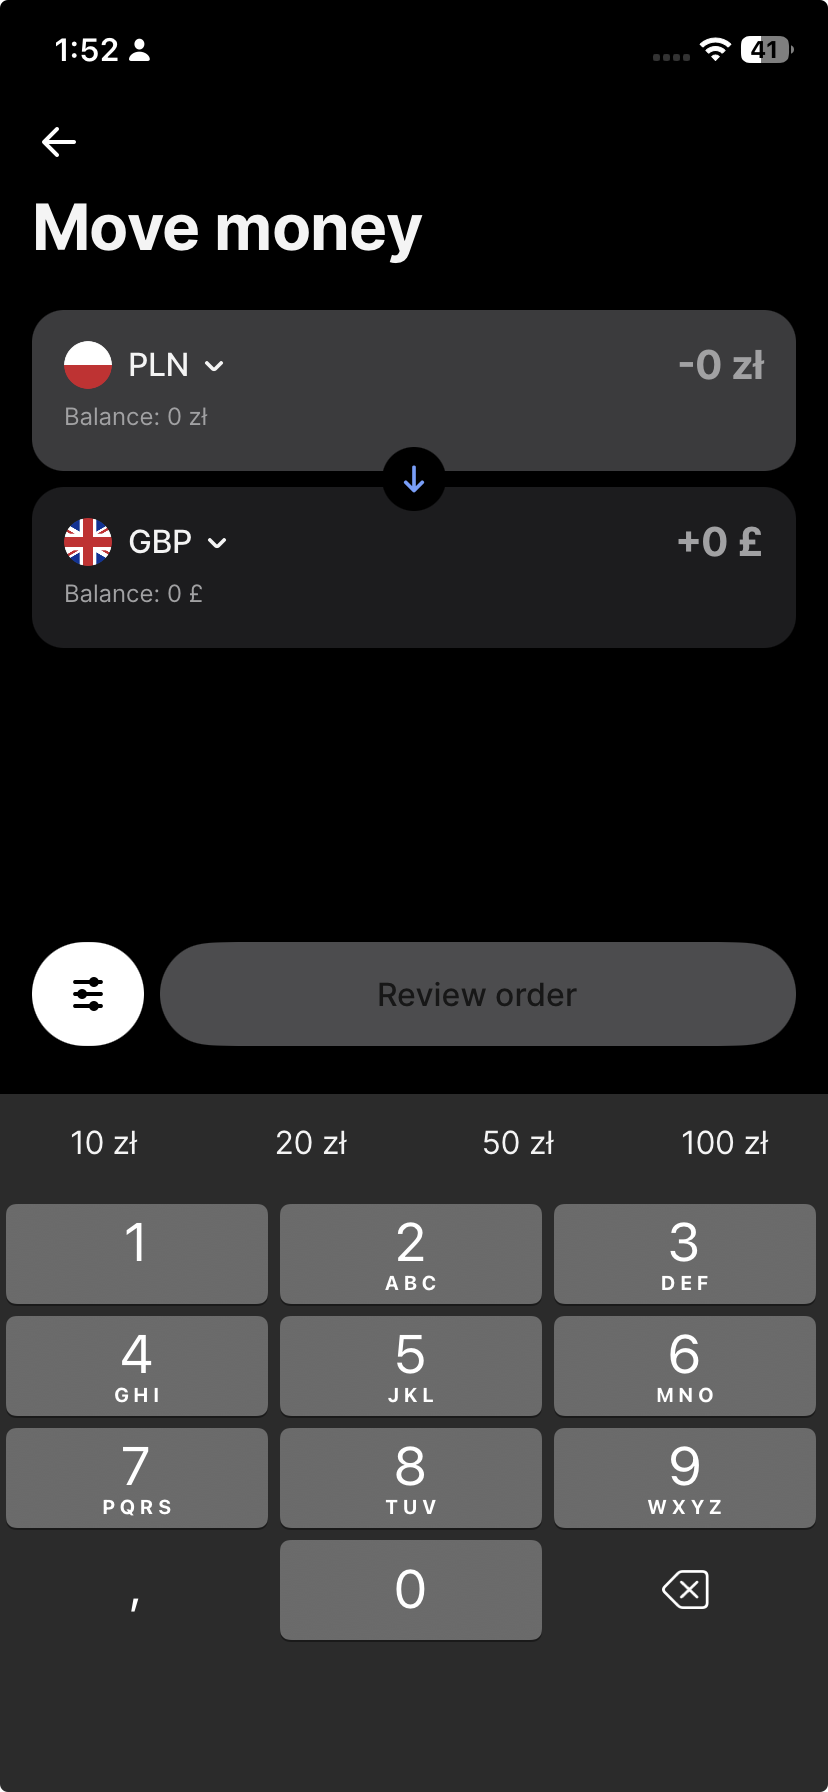 1:52
41
Move money
PLN -0 zł
Balance: 0 zł
GBP +0 £
Balance: 0 £
Review order
10 zł 20 zł 50 zł 100 zł
1 2 3
ABC DEF
4 5 6
GHI JKL MNO
7 8 9
PQRS TUV WXYZ
, 0